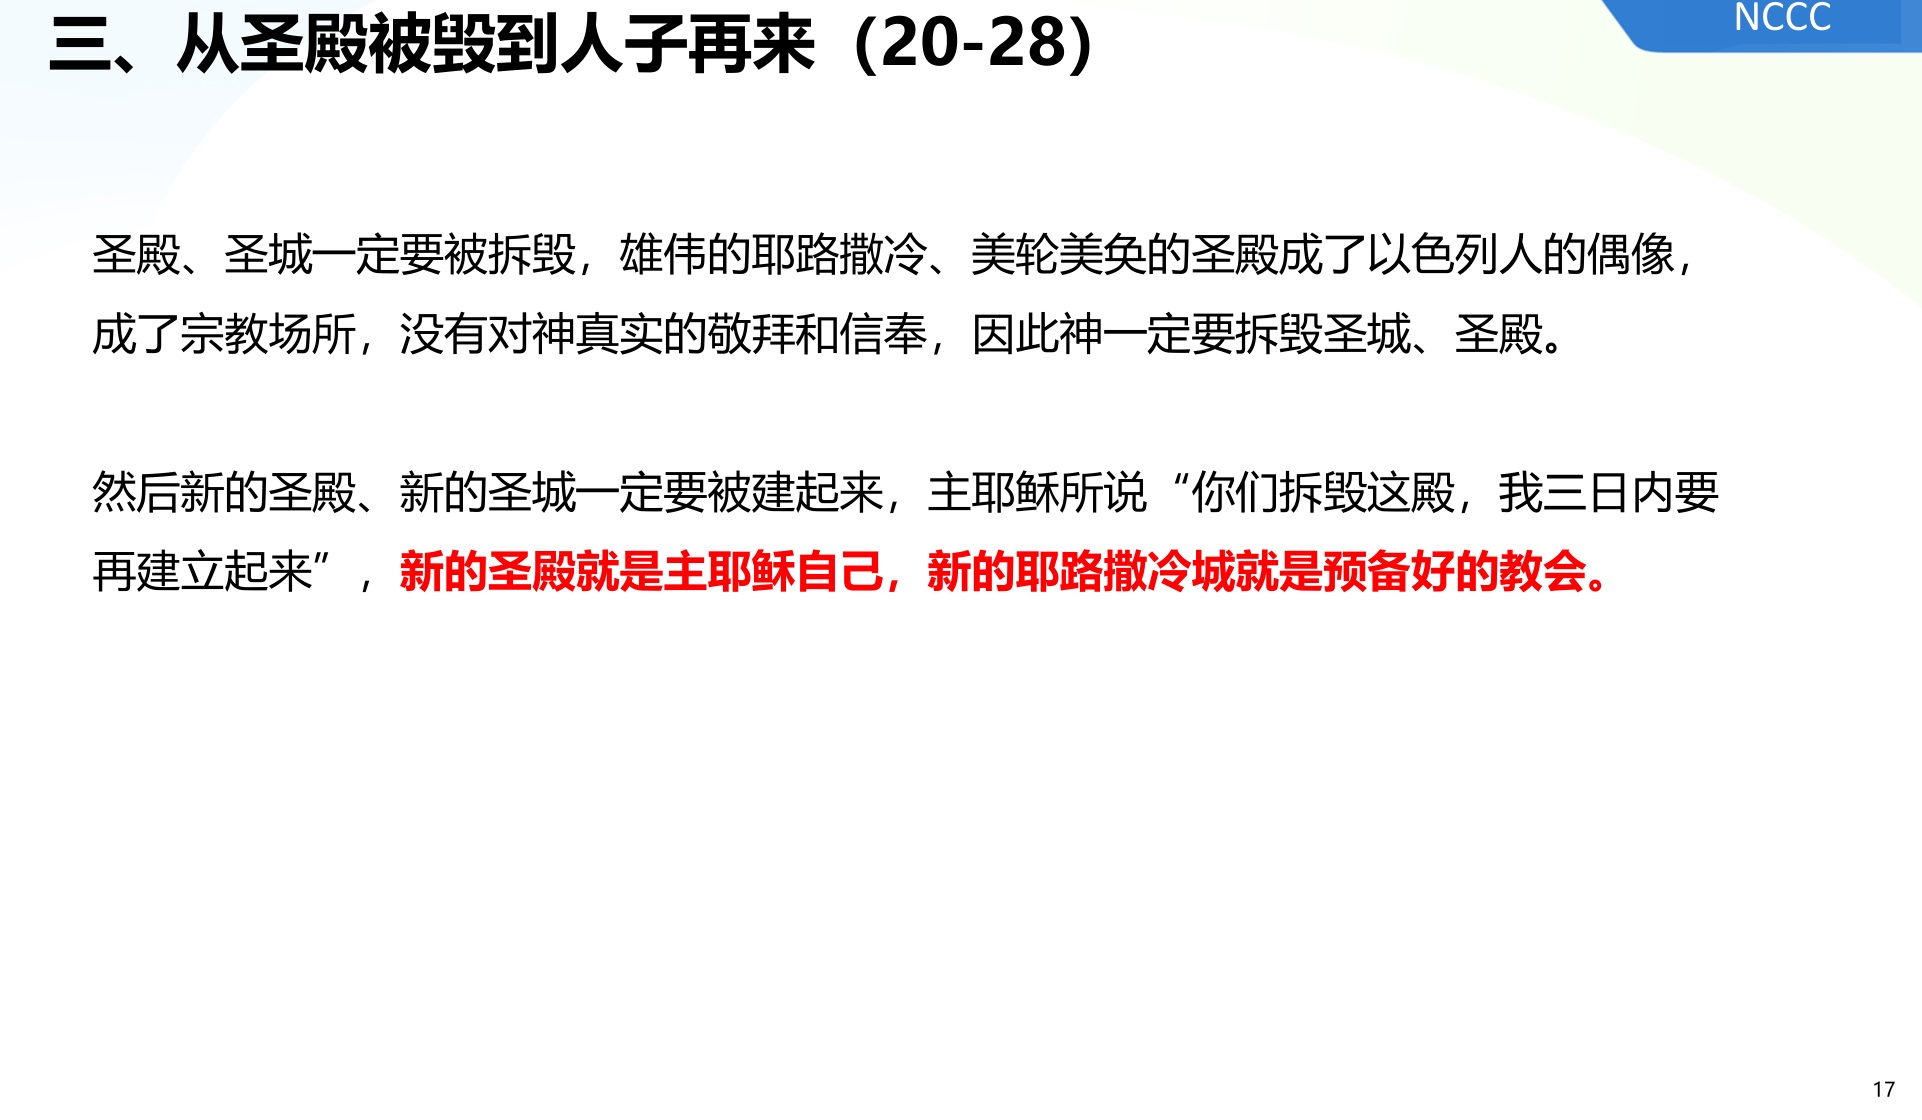 三、从圣殿被毁到人子再来（20-28）
NCCC
圣殿、圣城一定要被拆毁，雄伟的耶路撒冷、美轮美奂的圣殿成了以色列人的偶像，
成了宗教场所，没有对神真实的敬拜和信奉，因此神一定要拆毁圣城、圣殿。
然后新的圣殿、新的圣城一定要被建起来，主耶稣所说“你们拆毁这殿，我三日内要
再建立起来”，新的圣殿就是主耶稣自己，新的耶路撒冷城就是预备好的教会。
17